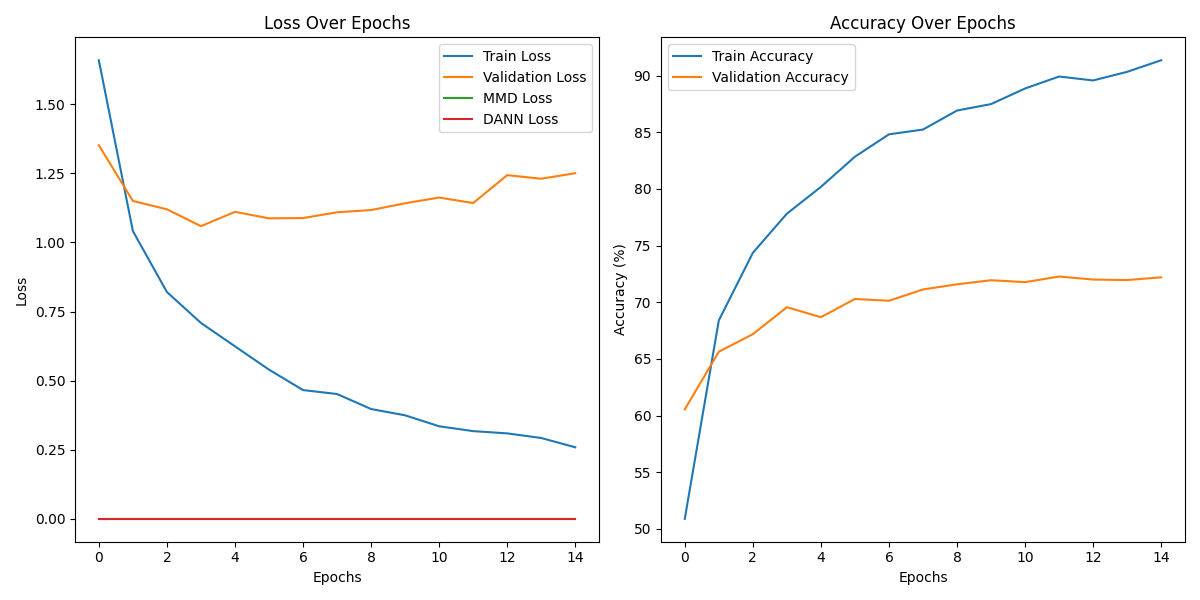 Loss Over Epochs
Train Loss
Validation Loss
MMD Loss
DANN Loss
Loss
1.50
1.25
1.00
0.75
0.50
0.25
0.00
0 2 4 6 8 10 12 14
Epochs
Accuracy Over Epochs
Train Accuracy
Validation Accuracy
Accuracy (%)
90
85
80
75
70
65
60
55
50
0 2 4 6 8 10 12 14
Epochs